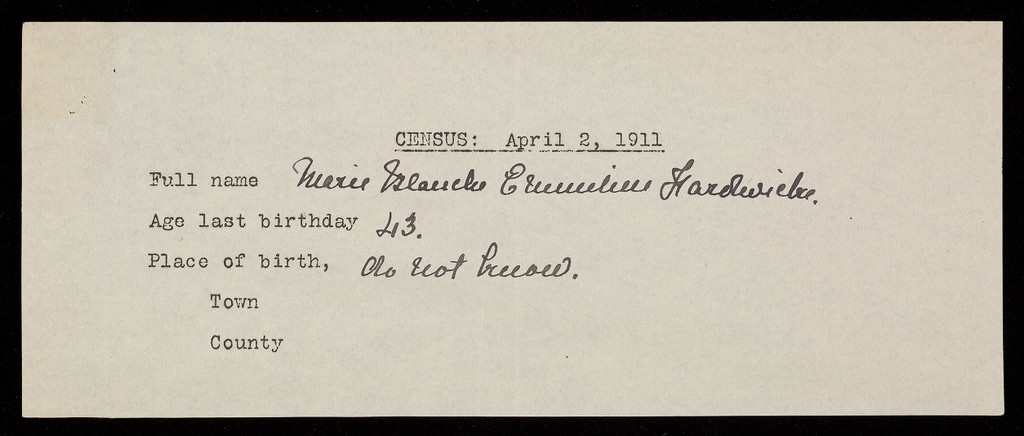 CENSUS: April 2, 1911
Full name Marie Blanche Hardwicke.
Age last birthday 43.
Place of birth, do not know.
Town
County